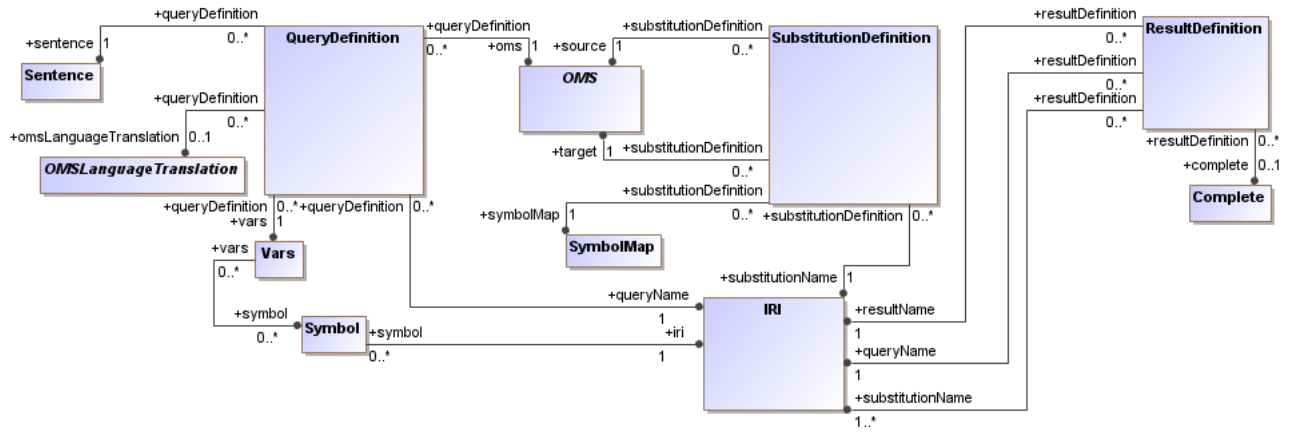 +queryDefinition
0..*
+sentence
1
Sentence
QueryDefinition
+queryDefinition
0..*
+oms
1
+queryDefinition
0..*
+omsLanguageTranslation
0..1
OMSLanguageTranslation
+queryDefinition
0..*
+vars
1
+queryDefinition
0..*
Vars
+vars
0..*
+symbol
0..*
Symbol
+symbol
0..*
+iri
1
+queryName
1
+substitutionDefinition
0..*
+source
1
OMS
SubstitutionDefinition
+target
1
+substitutionDefinition
0..*
+substitutionDefinition
0..*
+symbolMap
1
SymbolMap
+substitutionDefinition
0..*
+substitutionName
1
IRI
+resultName
1
+queryName
1
+substitutionName
1..*
+resultDefinition
0..*
+resultDefinition
0..*
+resultDefinition
0..*
ResultDefinition
+resultDefinition
0..*
+complete
0..1
Complete